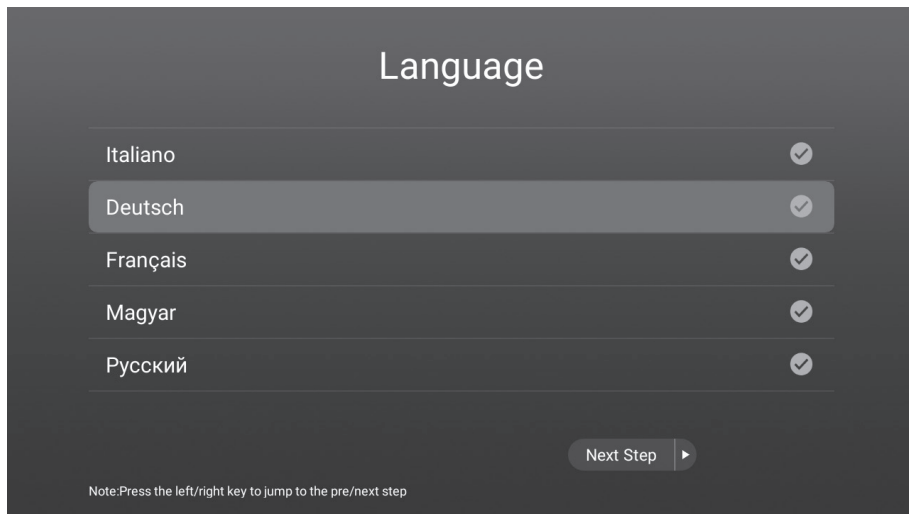 Language
Italiano
Deutsch
Français
Magyar
Русский
Next Step
Note:Press the left/right key to jump to the pre/next step